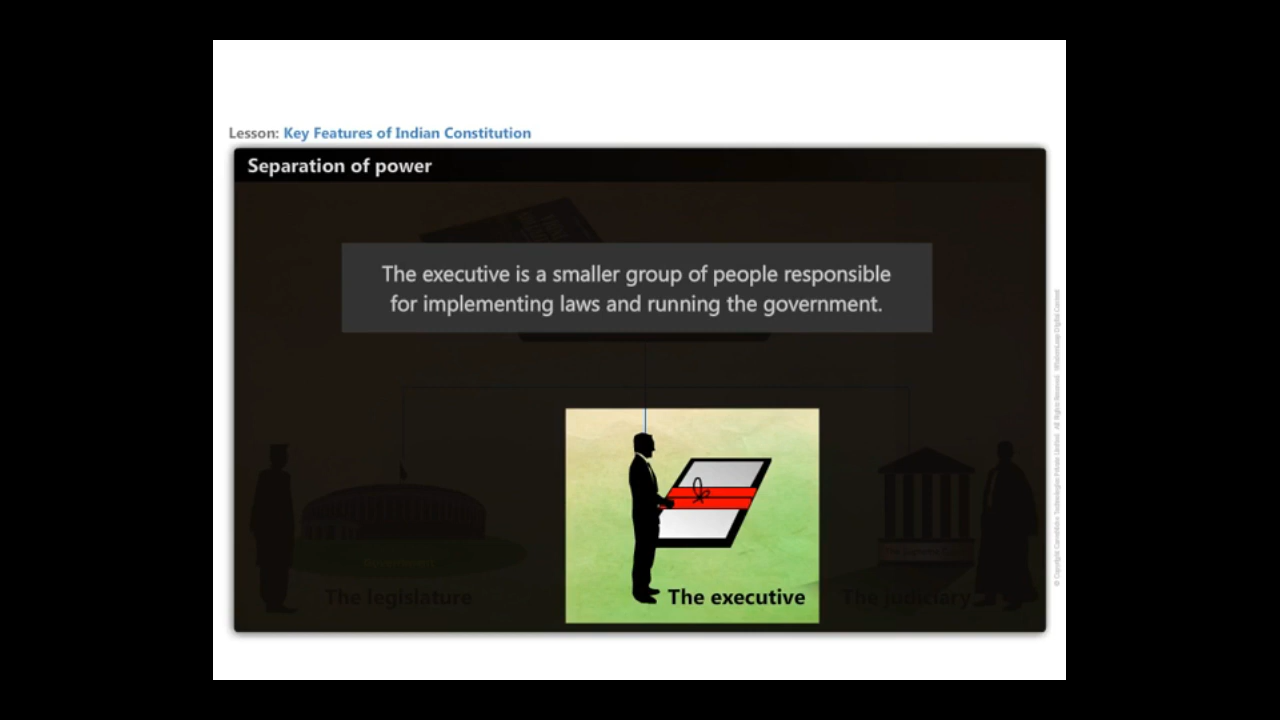 Lesson: Key Features of Indian Constitution
Separation of power
The executive is a smaller group of people responsible
for implementing laws and running the government.
The legislature
The executive
The judiciary